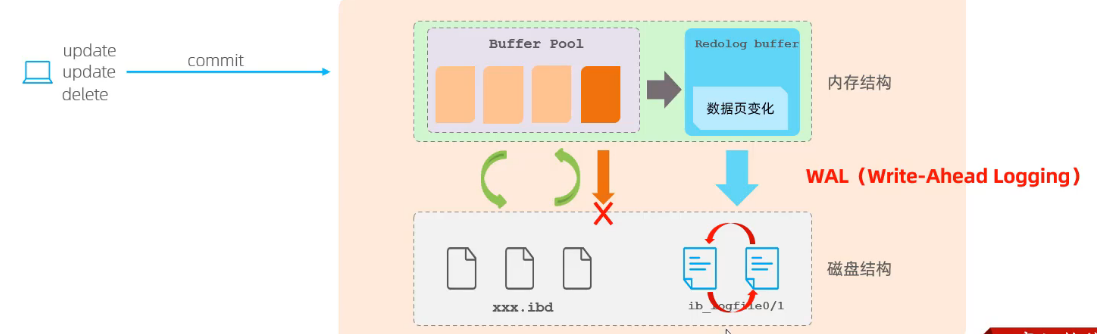 update
update
delete
commit
Buffer Pool
Redolog buffer
数据页变化
内存结构
WAL（Write-Ahead Logging）
xxx.ibd
ib_logfile0/1
磁盘结构